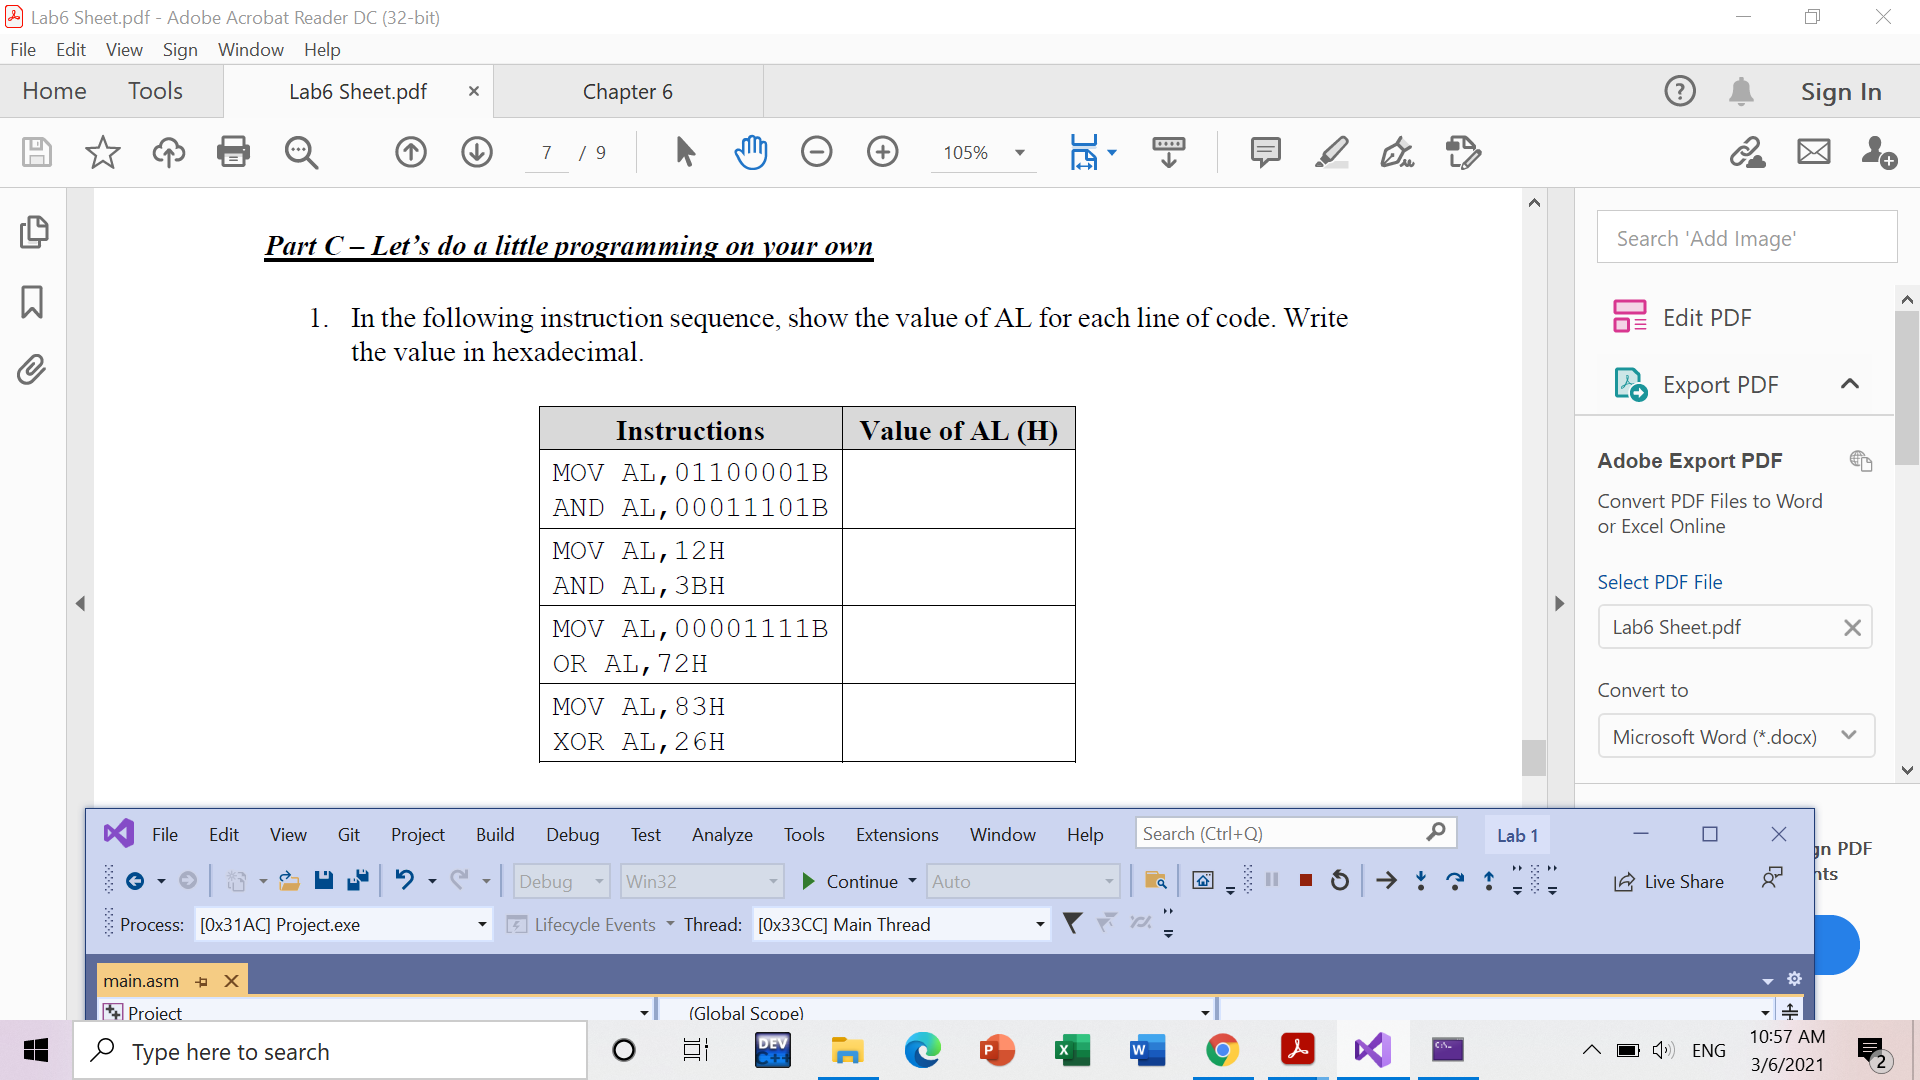 Lab6 Sheet.pdf - Adobe Acrobat Reader DC (32-bit)
File Edit View Sign Window Help
Home Tools Lab6 Sheet.pdf × Chapter 6 Sign In
7 / 9 105%
Part C – Let’s do a little programming on your own
1. In the following instruction sequence, show the value of AL for each line of code. Write
the value in hexadecimal.
Instructions Value of AL (H)
MOV AL,01100001B
AND AL,00011101B
MOV AL,12H
AND AL,3BH
MOV AL,00001111B
OR AL,72H
MOV AL,83H
XOR AL,26H
Search 'Add Image'
Edit PDF
Export PDF
Adobe Export PDF
Convert PDF Files to Word
or Excel Online
Select PDF File
Lab6 Sheet.pdf
Convert to
Microsoft Word (*.docx)
gn PDF
nts
File Edit View Git Project Build Debug Test Analyze Tools Extensions Window Help Search (Ctrl+Q) Lab 1
Debug Win32 Continue Auto Live Share
Process: [0x31AC] Project.exe Lifecycle Events Thread: [0x33CC] Main Thread
main.asm
Project (Global Scope)
Type here to search
DEV C++
ENG
10:57 AM
3/6/2021
2